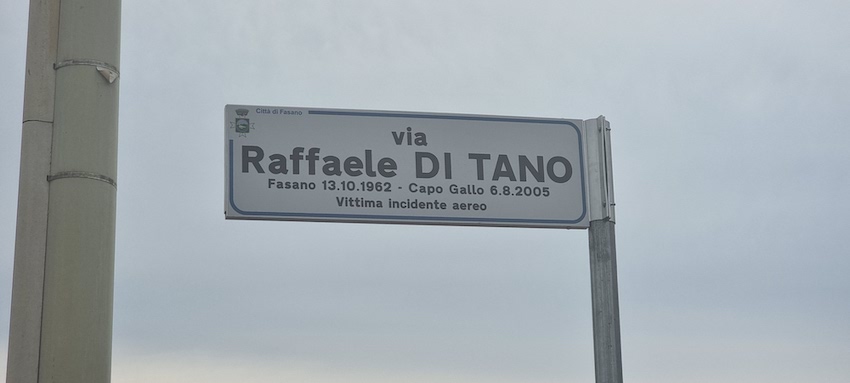 Città di Fasano
via
Raffaele DI TANO
Fasano 13.10.1962 - Capo Gallo 6.8.2005
Vittima incidente aereo